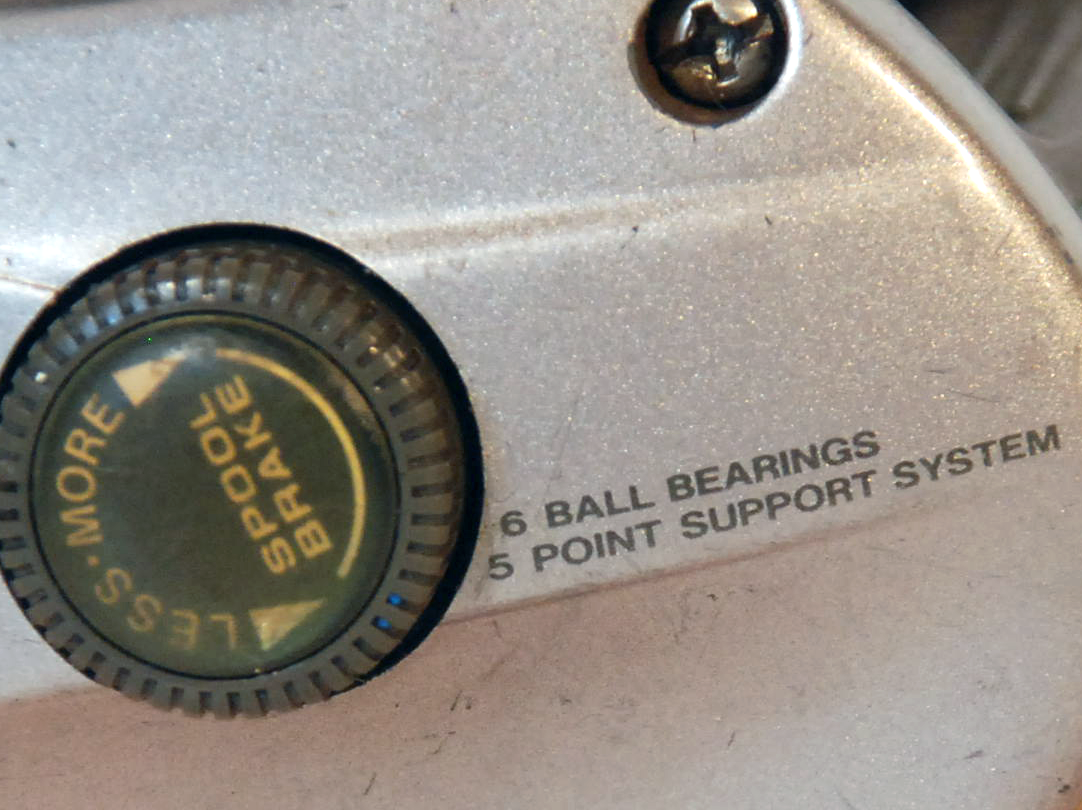 SPOOL
BRAKE
LESS·MORE
6 BALL BEARINGS
5 POINT SUPPORT SYSTEM